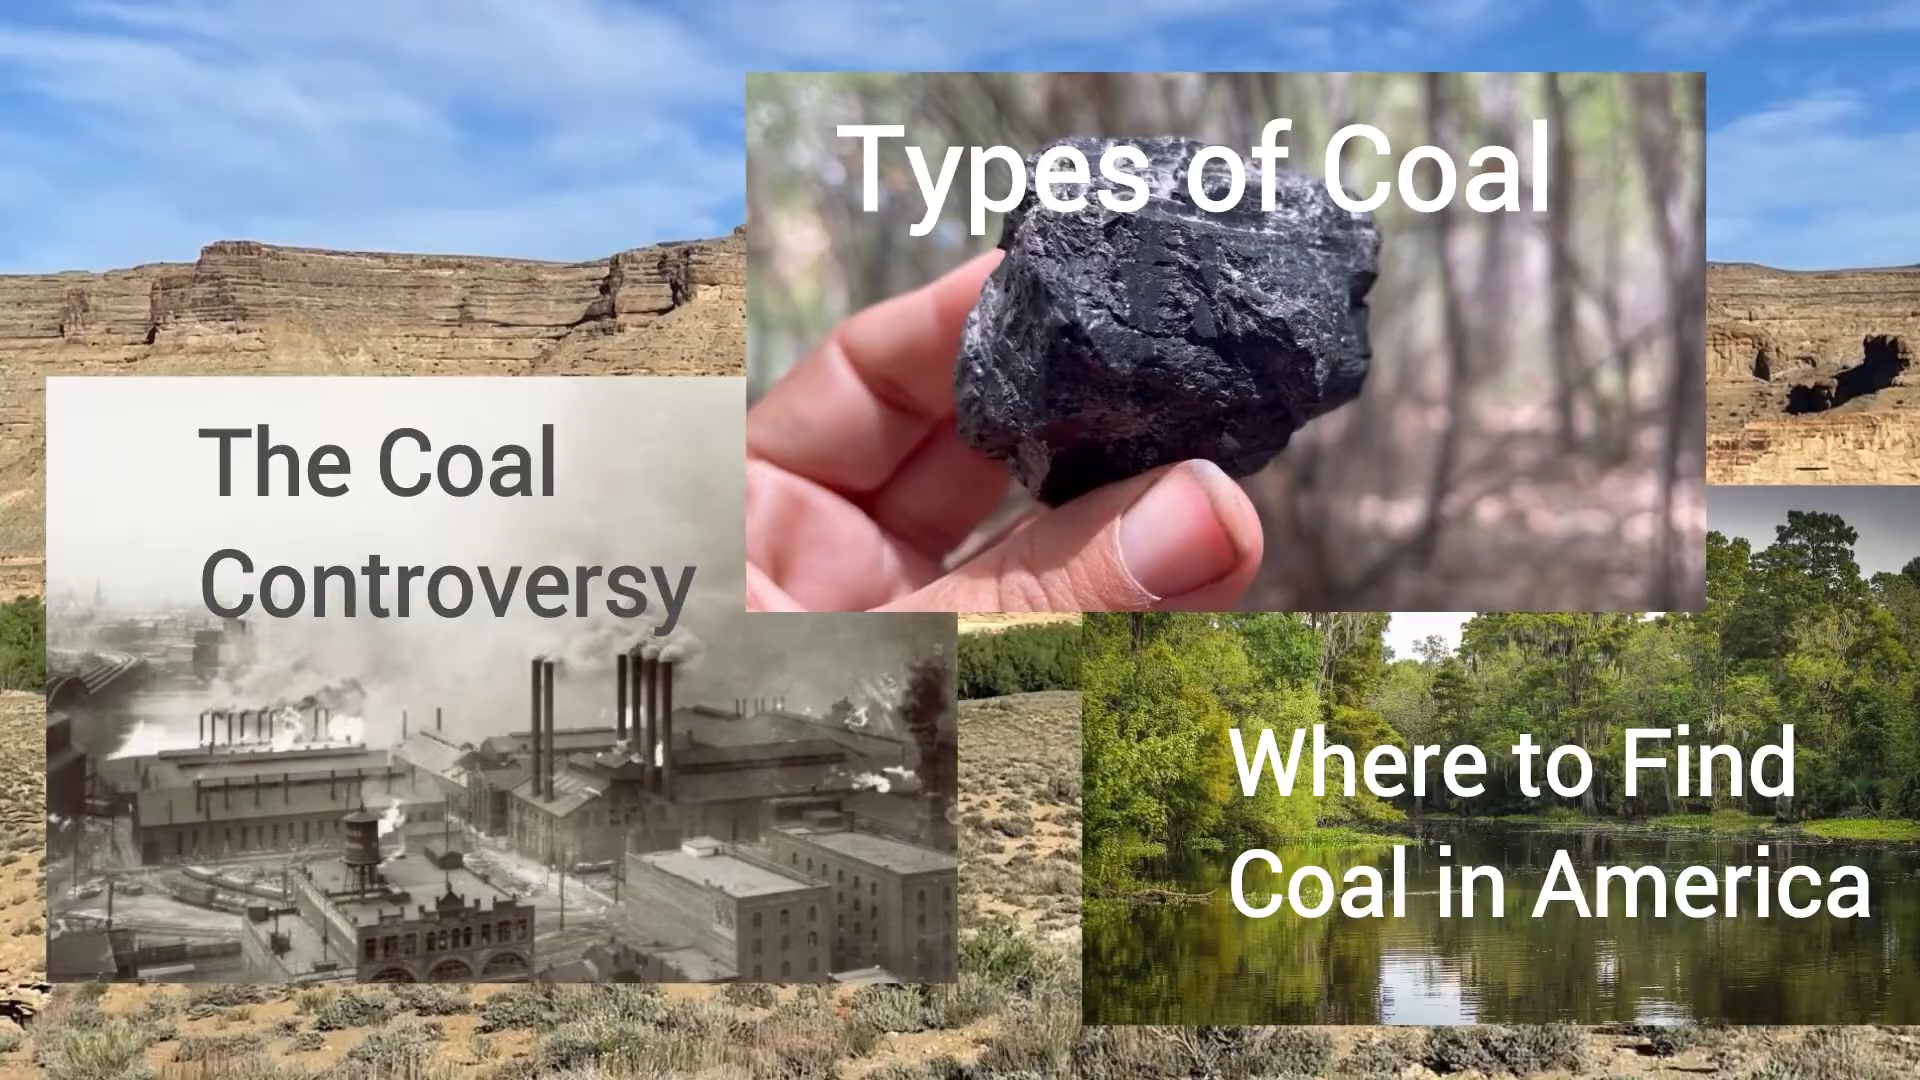 Types of Coal
The Coal
Controversy
Where to Find
Coal in America